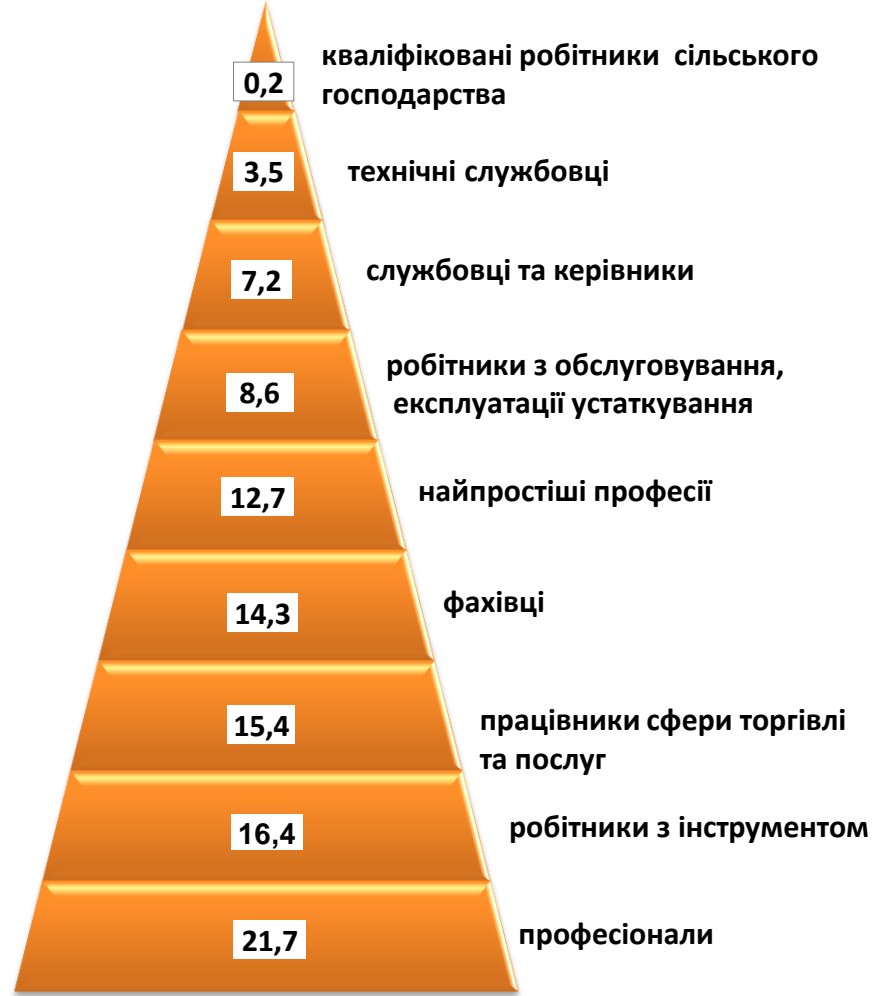 кваліфіковані робітники сільського
0,2
господарства
3,5
технічні службовці
7,2
службовці та керівники
робітники з обслуговування,
8,6
експлуатації устаткування
12,7
найпростіші професії
14,3
фахівці
15,4
працівники сфери торгівлі
та послуг
16,4
робітники з інструментом
21,7
професіонали